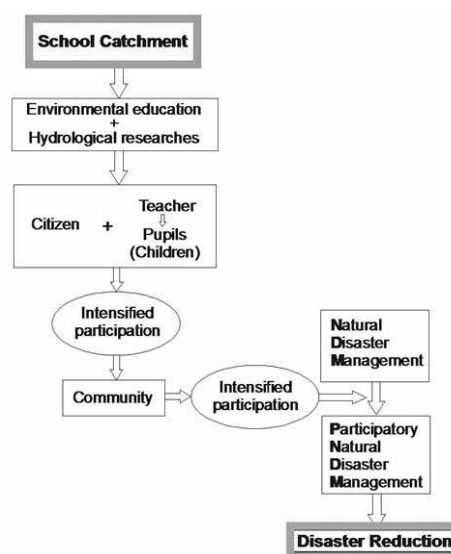 School Catchment
Environmental education
+
Hydrological researches
Citizen + Teacher
Pupils
(Children)
Intensified
participation
Community
Intensified
participation
Natural
Disaster
Management
Participatory
Natural
Disaster
Management
Disaster Reduction